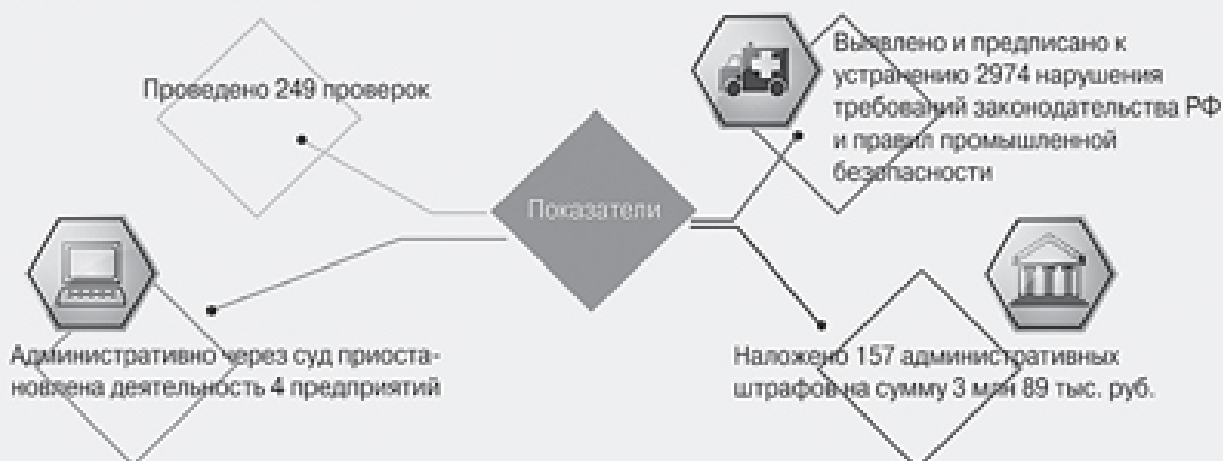 Проведено 249 проверок
Выявлено и предписано к
устранению 2974 нарушения
требований законодательства РФ
и правил промышленной
безопасности
Показатели
Административно через суд приоста-
новлена деятельность 4 предприятий
Наложено 157 административных
штрафов на сумму 3 млн 89 тыс. руб.